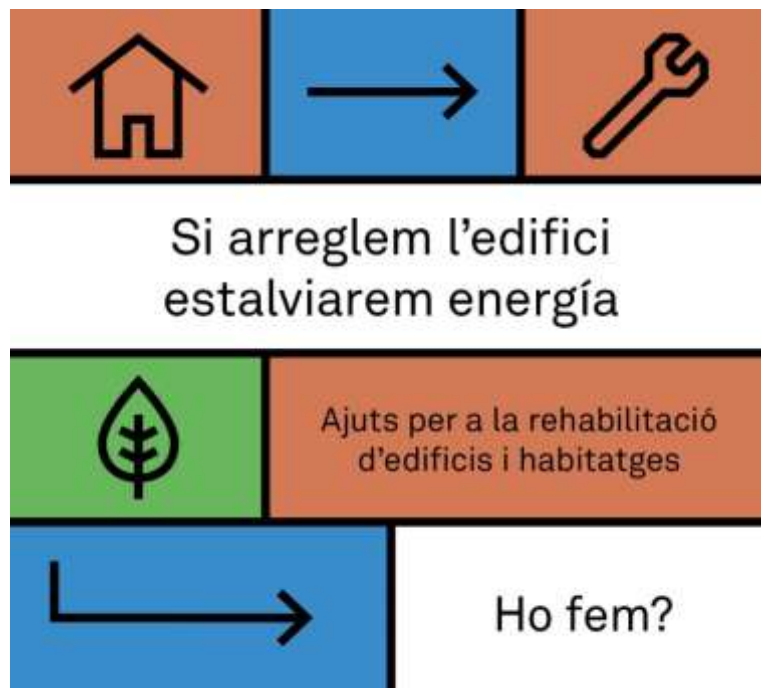 Si arreglem l’edifici
estalviarem energía
Ajuts per a la rehabilitació
d’edificis i habitatges
Ho fem?